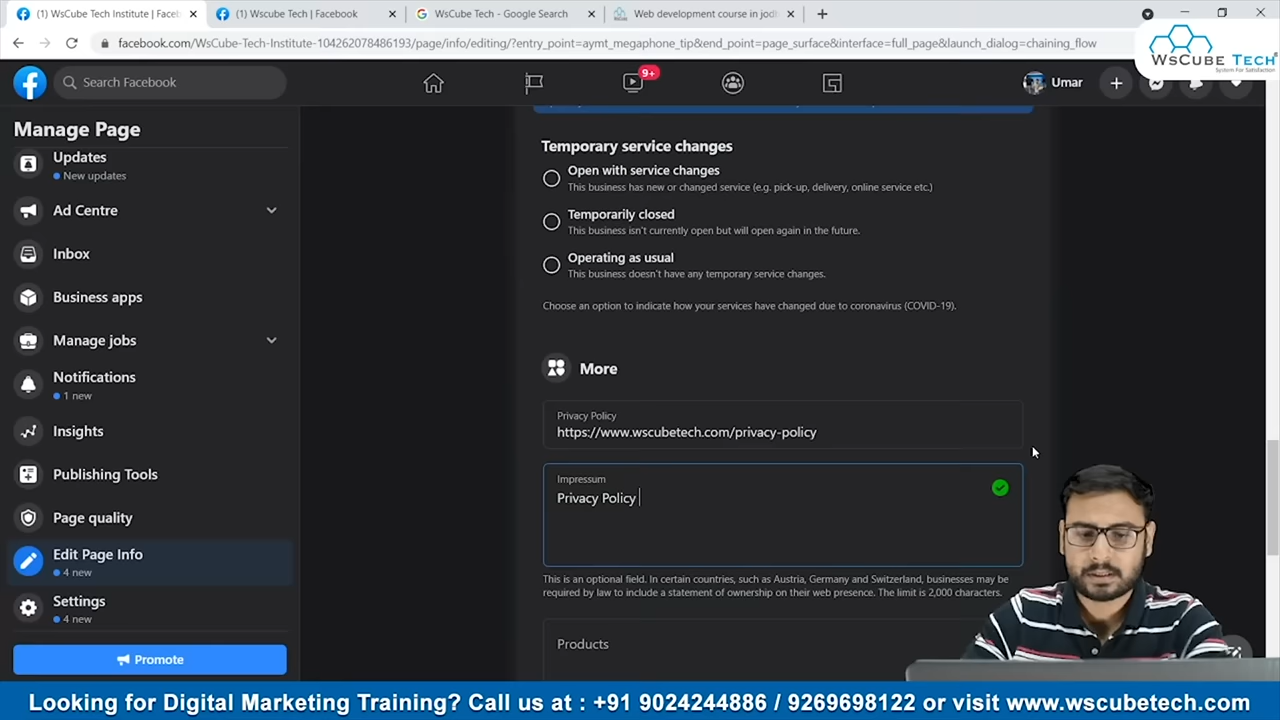 (1) WsCube Tech Institute | Faceb
(1) Wscube Tech | Facebook
WsCube Tech - Google Search
Web development course in jodh
facebook.com/WsCube-Tech-Institute-104262078486193/page/info/editing/?entry_point=aymt_megaphone_tip&end_point=page_surface&interface=full_page&launch_dialog=chaining_flow
WsCube Tech
System For Satisfaction
Search Facebook
9+
Umar
Manage Page
Updates
New updates
Ad Centre
Inbox
Business apps
Manage jobs
Notifications
1 new
Insights
Publishing Tools
Page quality
Edit Page Info
4 new
Settings
4 new
Promote
Temporary service changes
Open with service changes
This business has new or changed service (e.g. pick-up, delivery, online service etc.)
Temporarily closed
This business isn't currently open but will open again in the future.
Operating as usual
This business doesn't have any temporary service changes.
Choose an option to indicate how your services have changed due to coronavirus (COVID-19).
More
Privacy Policy
https://www.wscubetech.com/privacy-policy
Impressum
Privacy Policy
This is an optional field. In certain countries, such as Austria, Germany and Switzerland, businesses may be
required by law to include a statement of ownership on their web presence. The limit is 2,000 characters.
Products
Looking for Digital Marketing Training? Call us at : +91 9024244886 / 9269698122 or visit www.wscubetech.com